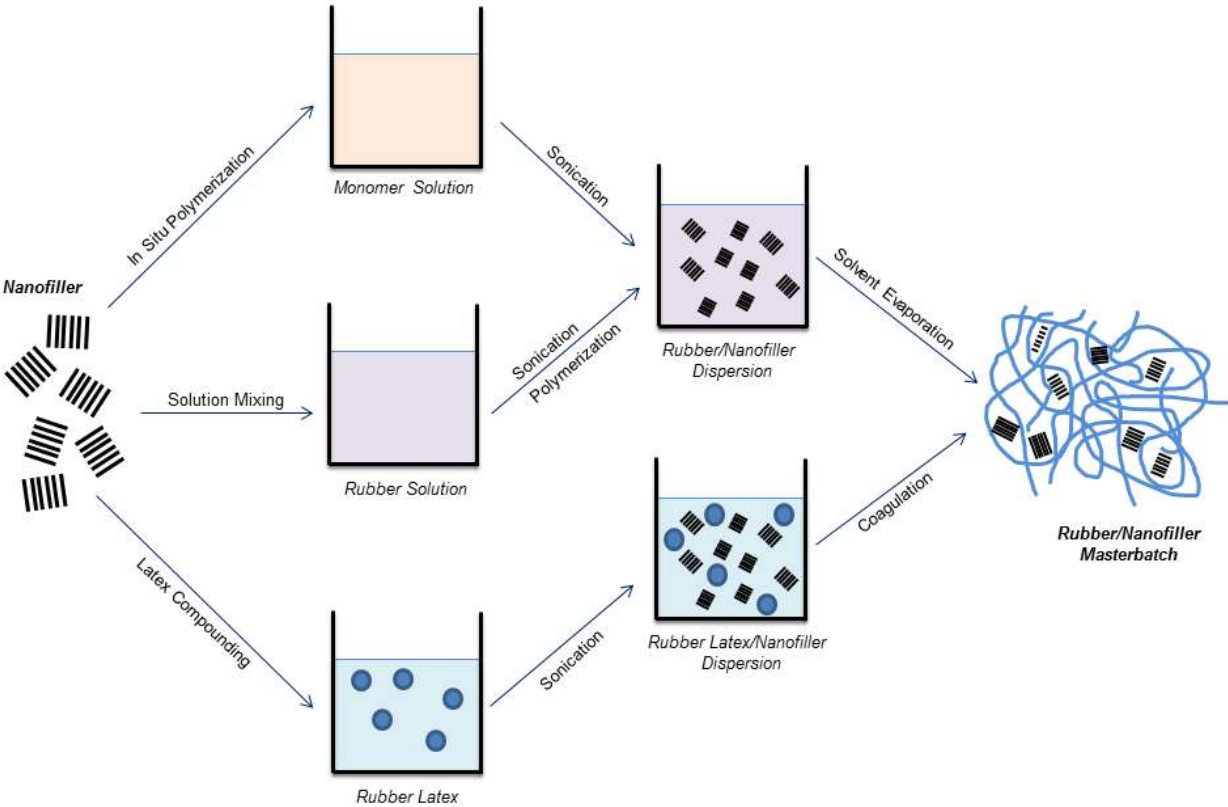 Monomer Solution
In Situ Polymerization
Sonication
Nanofiller
Solution Mixing
Rubber Solution
Sonication
Polymerization
Rubber/Nanofiller
Dispersion
Solvent Evaporation
Latex Compounding
Rubber Latex
Sonication
Rubber Latex/Nanofiller
Dispersion
Coagulation
Rubber/Nanofiller
Masterbatch